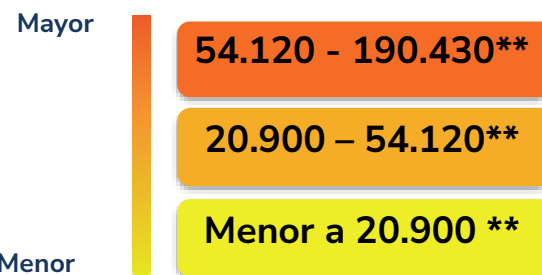 Mayor
54.120 - 190.430**
20.900 – 54.120**
Menor a 20.900 **
Menor